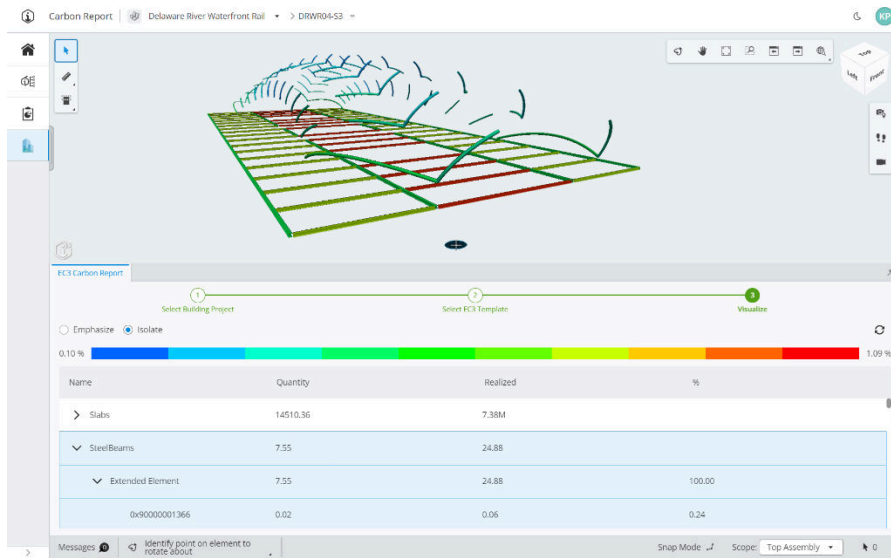 Carbon Report
Delaware River Waterfront Rail
> DRWR04-S3
KP
Top
Left
Front
EC3 Carbon Report
1
2
3
Select Building Project
Select EC3 Template
Visualize
Emphasize
Isolate
0.10 %
1.09 %
Name Quantity Realized %
Slabs 14510.36 7.38M
SteelBeams 7.55 24.88
Extended Element 7.55 24.88 100.00
0x90000001366 0.02 0.06 0.24
Messages
Identify point on element to
rotate about
Snap Mode
Scope: Top Assembly
0